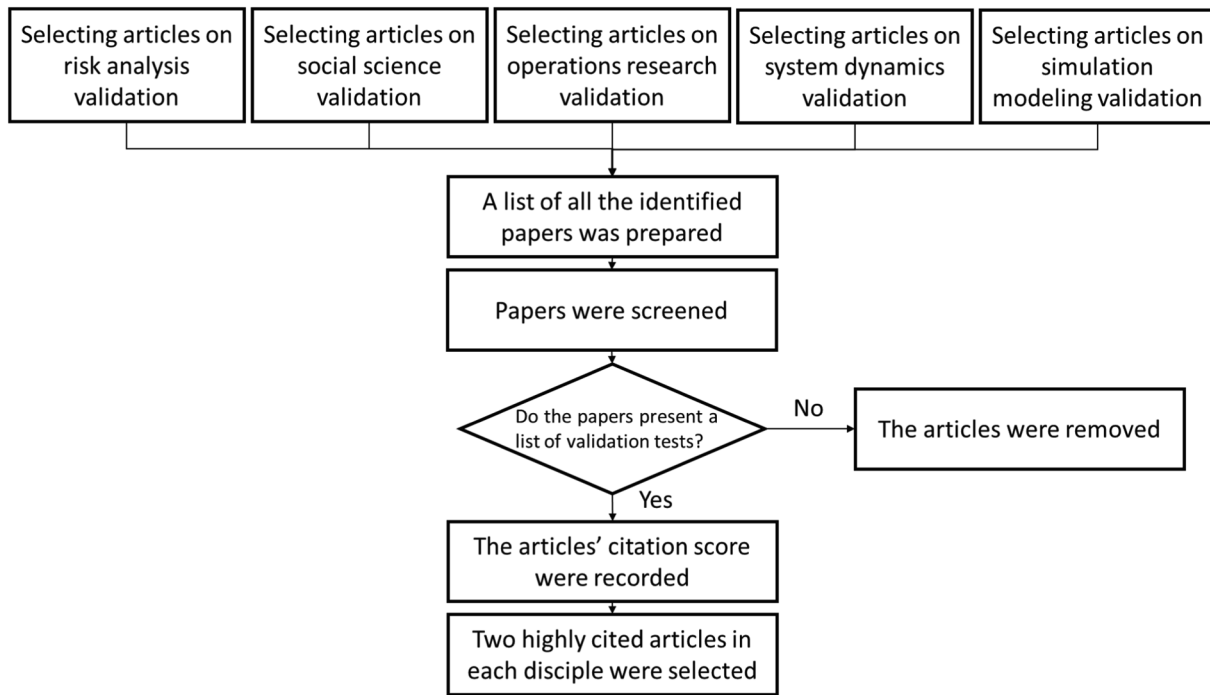 Selecting articles on
risk analysis
validation
Selecting articles on
social science
validation
Selecting articles on
operations research
validation
Selecting articles on
system dynamics
validation
Selecting articles on
simulation
modeling validation
A list of all the identified
papers was prepared
Papers were screened
Do the papers present a
list of validation tests?
No
The articles were removed
Yes
The articles’ citation score
were recorded
Two highly cited articles in
each disciple were selected